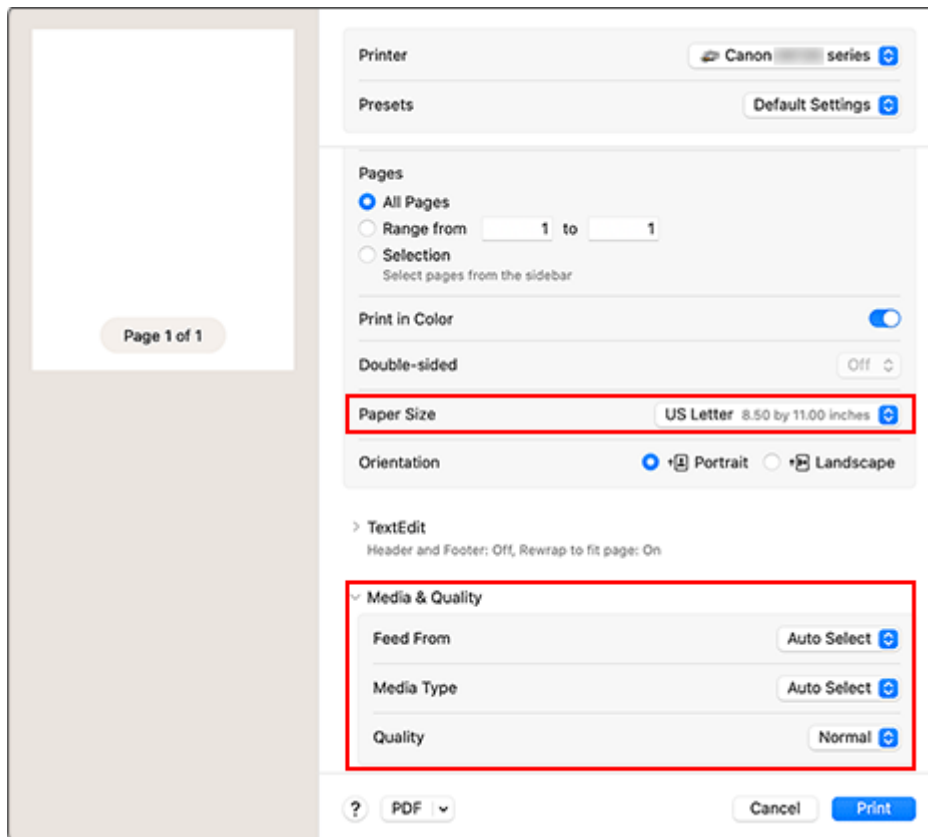 Page 1 of 1
Printer Canon series
Presets Default Settings
Pages
All Pages
Range from 1 to 1
Selection
Select pages from the sidebar
Print in Color
Double-sided Off
Paper Size US Letter 8.50 by 11.00 inches
Orientation Portrait Landscape
TextEdit
Header and Footer: Off, Rewrap to fit page: On
Media & Quality
Feed From Auto Select
Media Type Auto Select
Quality Normal
? PDF Cancel Print